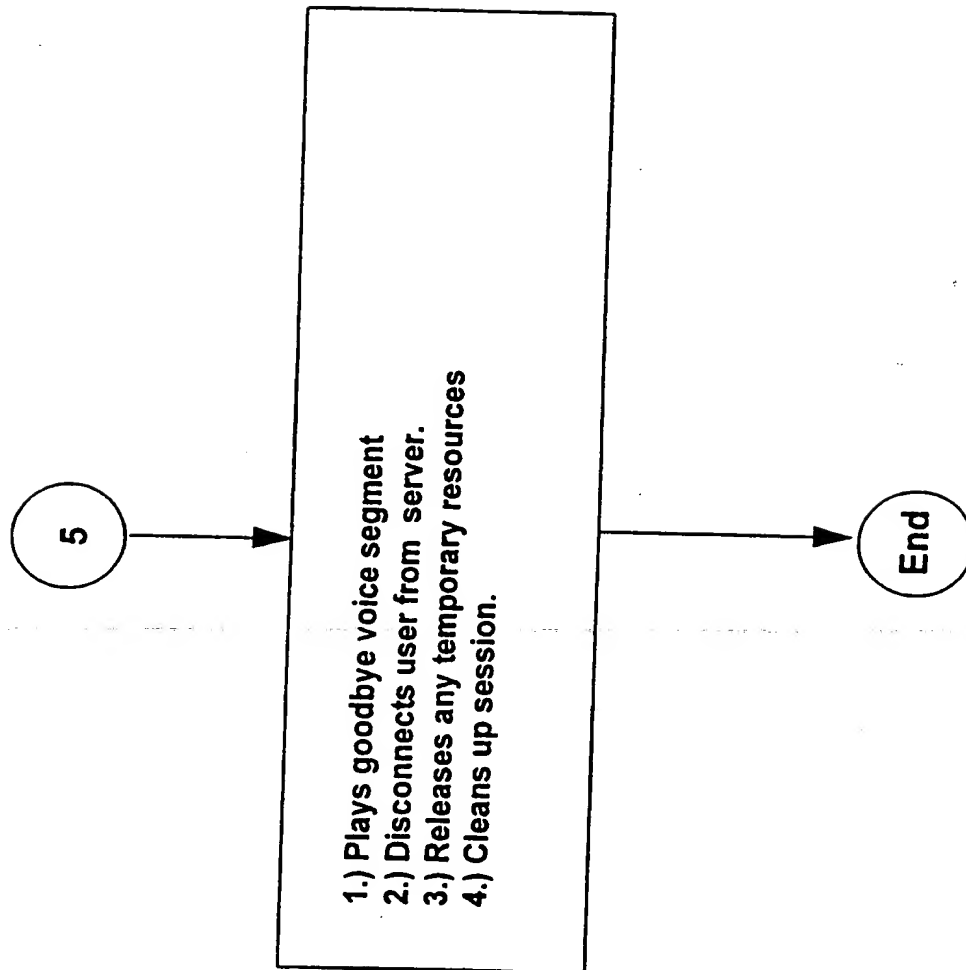 5
1.) Plays goodbye voice segment
2.) Disconnects user from server.
3.) Releases any temporary resources
4.) Cleans up session.
End